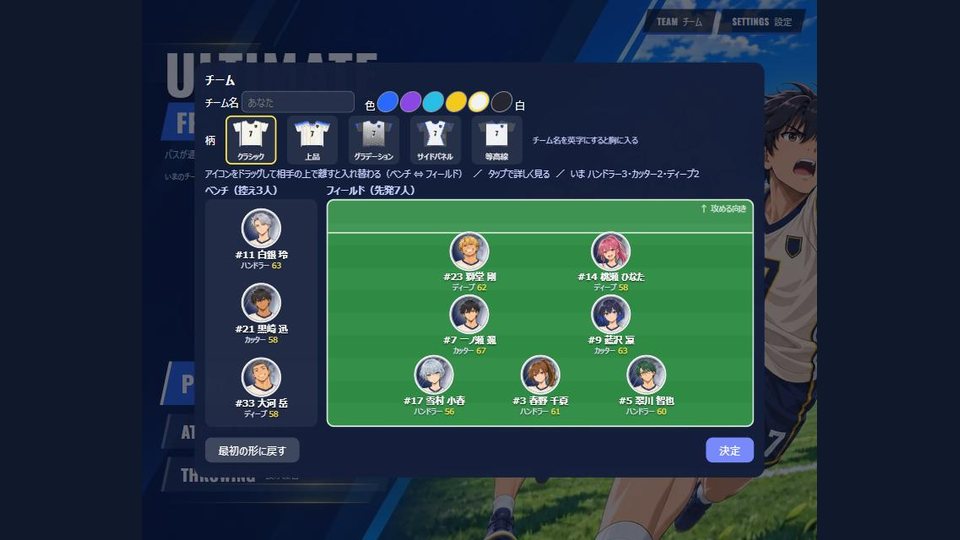 TEAM チーム
SETTINGS 設定
ULTIMATE
チーム
チーム名 あなた 色 白
柄
クラシック 上品 グラデーション サイドパネル 等高線 チーム名を英字にすると胸に入る
アイコンをドラッグして相手の上で離すと入れ替わる（ベンチ ⇔ フィールド） ／ タップで詳しく見る ／ いま ハンドラー3・カッター2・ディープ2
ベンチ（控え3人）
#11 白銀 玲
ハンドラー 63
#21 黒崎 迅
カッター 58
#33 大河 岳
ディープ 58
フィールド（先発7人）
↑ 攻める向き
#23 獅堂 剛
ディープ 62
#14 桃瀬 ひなた
ディープ 58
#7 一ノ瀬 颯
カッター 67
#9 藍沢
カッター 63
#17 雪村 小春
ハンドラー 56
#3 春野 千夏
ハンドラー 61
#5 翠川 智也
ハンドラー 60
最初の形に戻す
決定
THROWING